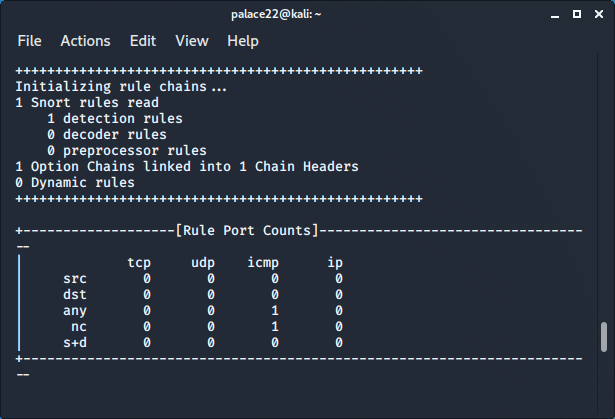 palace22@kali: ~
File Actions Edit View Help
+++++++++++++++++++++++++++++++++++++++++++++++++++
Initializing rule chains...
1 Snort rules read
    1 detection rules
    0 decoder rules
    0 preprocessor rules
1 Option Chains linked into 1 Chain Headers
0 Dynamic rules
+++++++++++++++++++++++++++++++++++++++++++++++++++
+-------------------[Rule Port Counts]---------------------------------
--
|             tcp     udp    icmp      ip
|     src       0       0       0       0
|     dst       0       0       0       0
|     any       0       0       1       0
|      nc       0       0       1       0
|     s+d       0       0       0       0
+----------------------------------------------------------------------
--